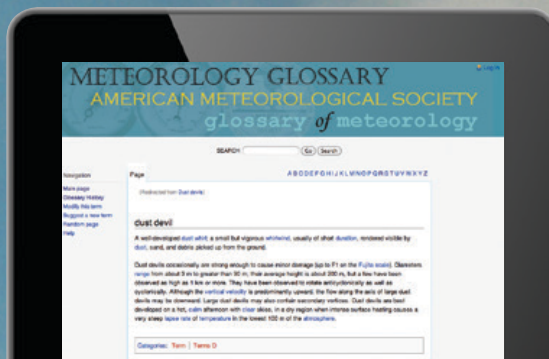 METEOROLOGY GLOSSARY
Log in
AMERICAN METEOROLOGICAL SOCIETY
glossary of meteorology
SEARCH: Go Search
Navigation
Main page
Glossary History
Modify this term
Suggest a new term
Random page
Help
Page
A B C D E F G H I J K L M N O P Q R S T U V W X Y Z
(Redirected from Dust devils)
dust devil
A well-developed dust whirl; a small but vigorous whirlwind, usually of short duration, rendered visible by
dust, sand, and debris picked up from the ground.
Dust devils occasionally are strong enough to cause minor damage (up to F1 on the Fujita scale). Diameters
range from about 3 m to greater than 30 m; their average height is about 200 m, but a few have been
observed as high as 1 km or more. They have been observed to rotate anticyclonically as well as
cyclonically. Although the vertical velocity is predominantly upward, the flow along the axis of large dust
devils may be downward. Large dust devils may also contain secondary vortices. Dust devils are best
developed on a hot, calm afternoon with clear skies, in a dry region when intense surface heating causes a
very steep lapse rate of temperature in the lowest 100 m of the atmosphere.
Categories: Term | Terms D